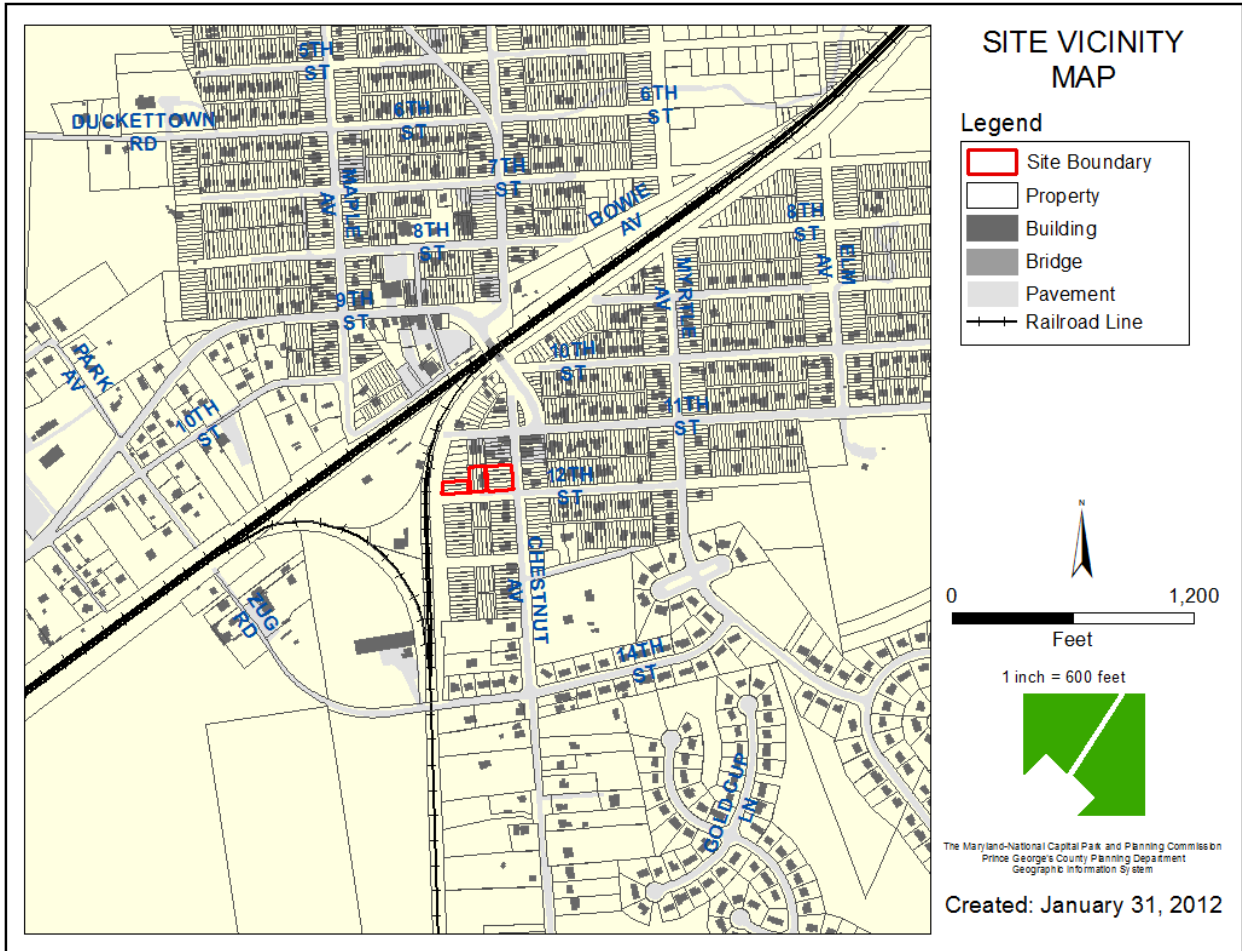 SITE VICINITY
MAP
Legend
Site Boundary
Property
Building
Bridge
Pavement
Railroad Line
5TH
ST
6TH
ST
6TH
ST
DUCKETTOWN
RD
7TH
ST
MAPLE
AV
BOWIE
AV
8TH
ST
8TH
ST
ELM
AV
MYRTLE
AV
9TH
ST
PARK
AV
10TH
ST
10TH
ST
11TH
ST
12TH
ST
CHESTNUT
AV
ZUG
RD
14TH
ST
GOLD CUP
LN
N
0 1,200
Feet
1 inch = 600 feet
The Maryland-National Capital Park and Planning Commission
Prince George's County Planning Department
Geographic Information System
Created: January 31, 2012